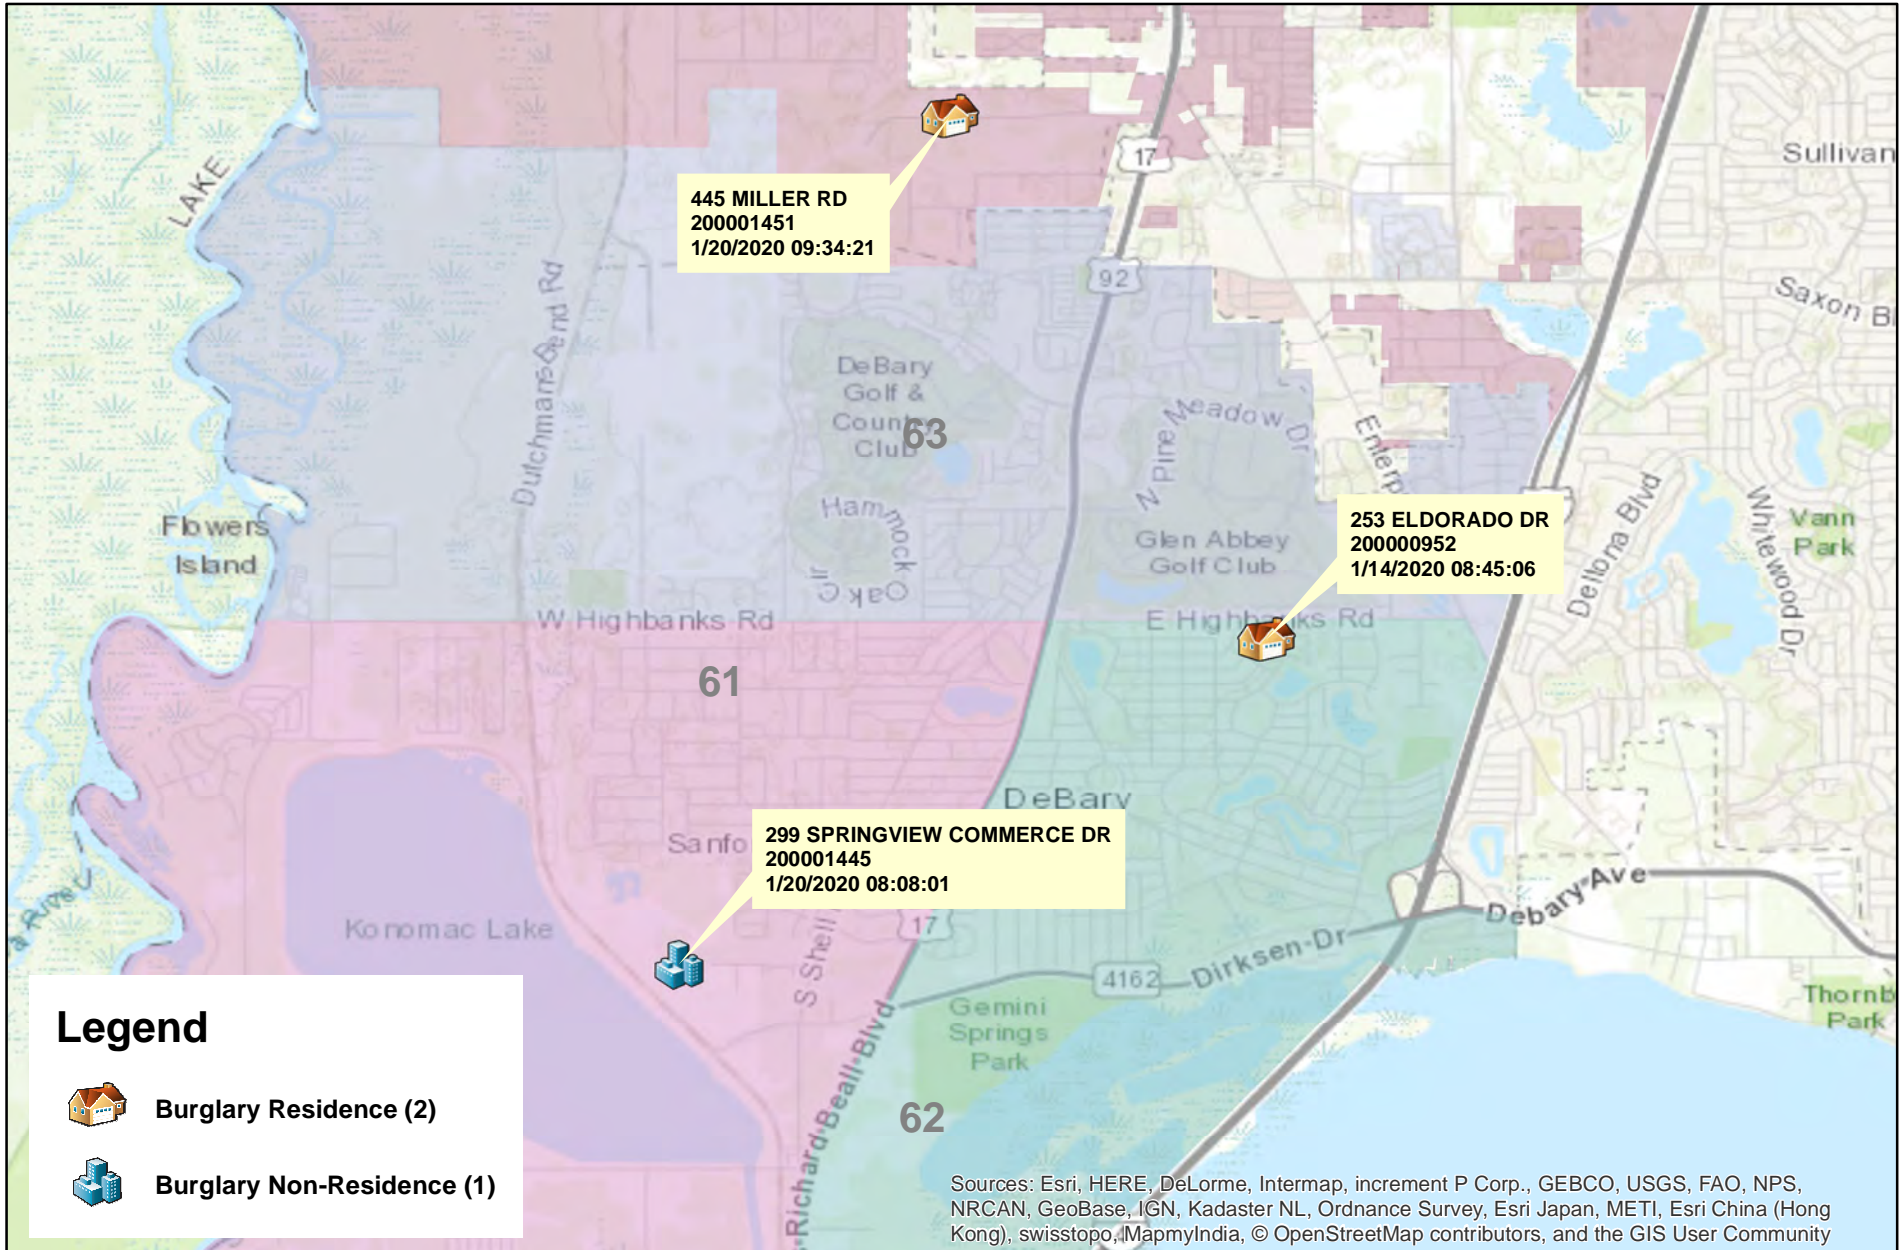 LAKE
17
Sullivan
445 MILLER RD
200001451
1/20/2020 09:34:21
92
Saxon Bl
Dutchmans Bend Rd
DeBary
Golf &
Country
Club
63
N Pine Meadow Dr
Hammock Oak Cir
Flowers
Island
253 ELDORADO DR
200000952
1/14/2020 08:45:06
Glen Abbey
Golf Club
Deltona Blvd
Whitewood Dr
Vann
Park
W Highbanks Rd
E Highbanks Rd
61
DeBary
Sanfo
299 SPRINGVIEW COMMERCE DR
200001445
1/20/2020 08:08:01
Konomac Lake
S Shell
17
Debary Ave
Dirksen Dr
4162
Gemini
Springs
Park
Thornb
Park
a River
Richard Beall Blvd
62
Legend
Burglary Residence (2)
Burglary Non-Residence (1)
Sources: Esri, HERE, DeLorme, Intermap, increment P Corp., GEBCO, USGS, FAO, NPS,
NRCAN, GeoBase, IGN, Kadaster NL, Ordnance Survey, Esri Japan, METI, Esri China (Hong
Kong), swisstopo, MapmyIndia, © OpenStreetMap contributors, and the GIS User Community